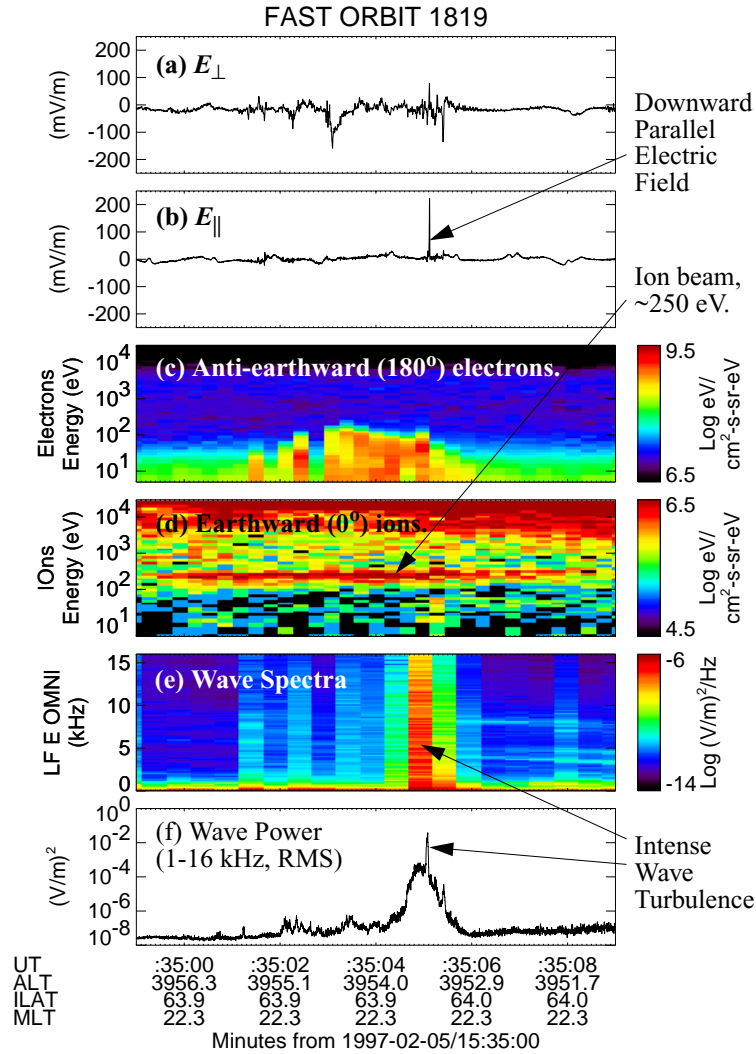 FAST ORBIT 1819
200
100
0
-100
-200
(mV/m)
(a) E⊥
Downward
Parallel
Electric
Field
200
100
0
-100
-200
(mV/m)
(b) E||
Ion beam,
~250 eV.
10⁴
10³
10²
10¹
Electrons
Energy (eV)
(c) Anti-earthward (180°) electrons.
9.5
6.5
Log eV/
cm²-s-sr-eV
10⁴
10³
10²
10¹
IOns
Energy (eV)
(d) Earthward (0°) ions.
6.5
4.5
Log eV/
cm²-s-sr-eV
15
10
5
0
LF E OMNI
(kHz)
(e) Wave Spectra
-6
-14
Log (V/m)²/Hz
10⁰
10⁻²
10⁻⁴
10⁻⁶
10⁻⁸
(V/m)²
(f) Wave Power
(1-16 kHz, RMS)
Intense
Wave
Turbulence
UT :35:00 :35:02 :35:04 :35:06 :35:08
ALT 3956.3 3955.1 3954.0 3952.9 3951.7
ILAT 63.9 63.9 63.9 64.0 64.0
MLT 22.3 22.3 22.3 22.3 22.3
Minutes from 1997-02-05/15:35:00